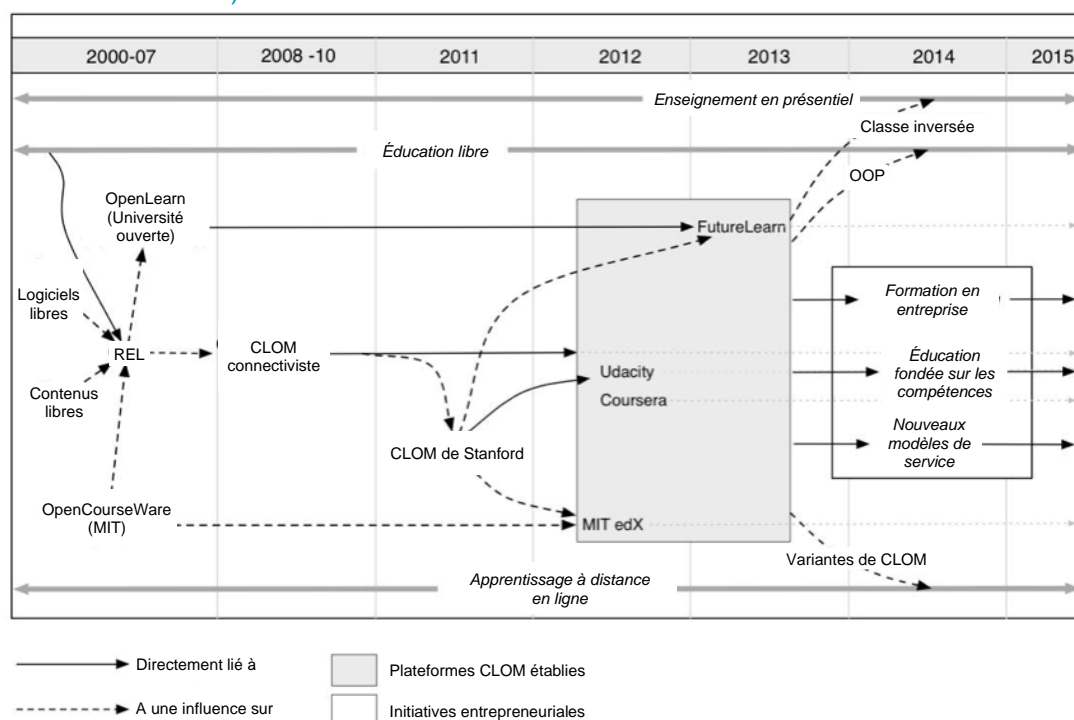 2000-07
2008 -10
2011
2012
2013
2014
2015
Enseignement en présentiel
Classe inversée
Éducation libre
OOP
OpenLearn
(Université
ouverte)
FutureLearn
Logiciels
libres
Formation en
entreprise
REL
CLOM
connectiviste
Udacity
Éducation
fondée sur les
compétences
Contenus
libres
Coursera
Nouveaux
modèles de
service
CLOM de Stanford
OpenCourseWare
(MIT)
MIT edX
Variantes de CLOM
Apprentissage à distance
en ligne
Directement lié à
Plateformes CLOM établies
A une influence sur
Initiatives entrepreneuriales